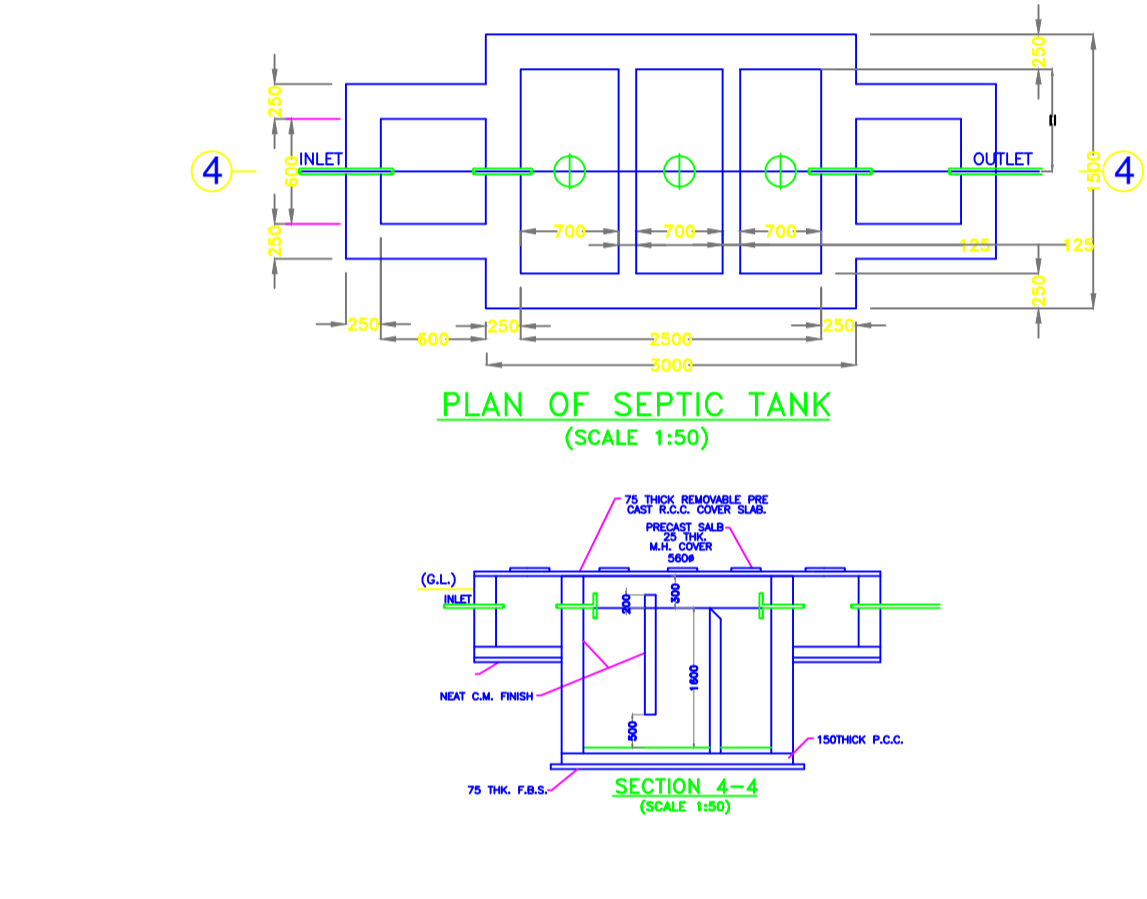 250
250
1500
250
600
250
INLET
OUTLET
4
4
700
700
700
125
125
250
250
600
250
2500
250
3000
PLAN OF SEPTIC TANK
(SCALE 1:50)
75 THICK REMOVABLE PRE
CAST R.C.C. COVER SLAB.
PRECAST SALB
25 THK.
M.H. COVER
560ø
(G.L.)
INLET
200
300
1600
500
NEAT C.M. FINISH
150THICK P.C.C.
75 THK. F.B.S.
SECTION 4-4
(SCALE 1:50)